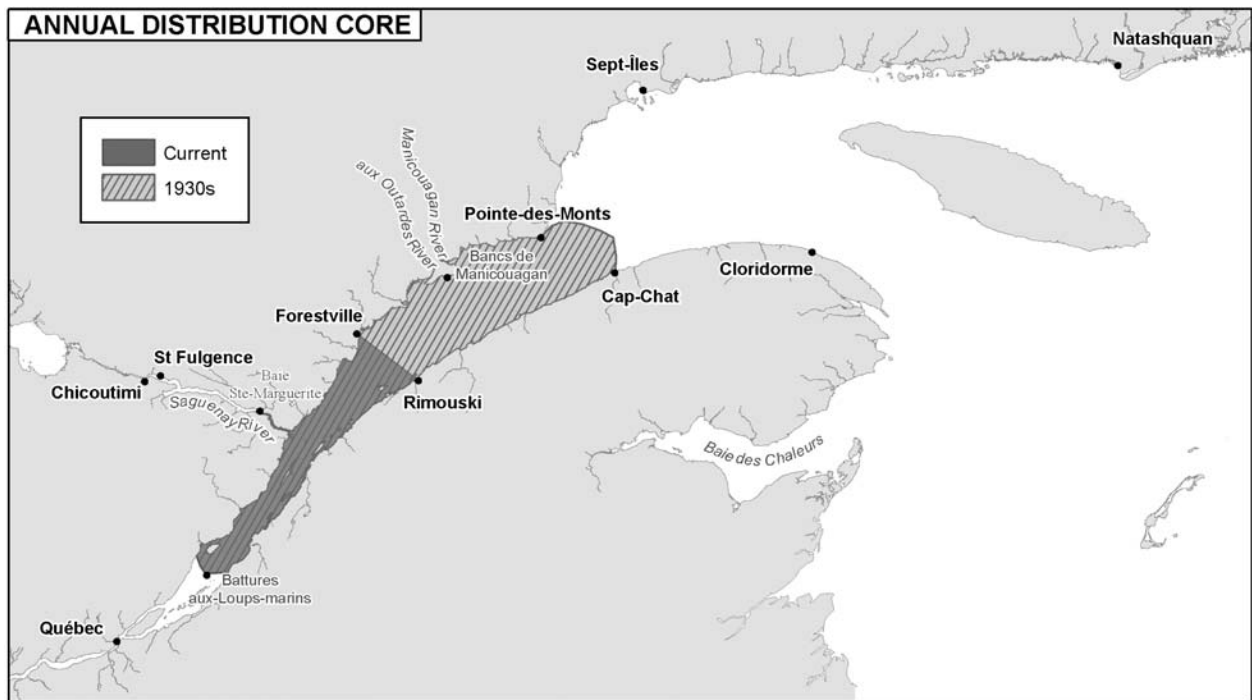 ANNUAL DISTRIBUTION CORE
Natashquan
Sept-Îles
Current
1930s
Manicouagan River
aux Outardes River
Pointe-des-Monts
Bancs de
Manicouagan
Cloridorme
Cap-Chat
Forestville
St Fulgence
Baie
Ste-Marguerite
Chicoutimi
Saguenay River
Rimouski
Baie des Chaleurs
Battures
aux-Loups-marins
Québec